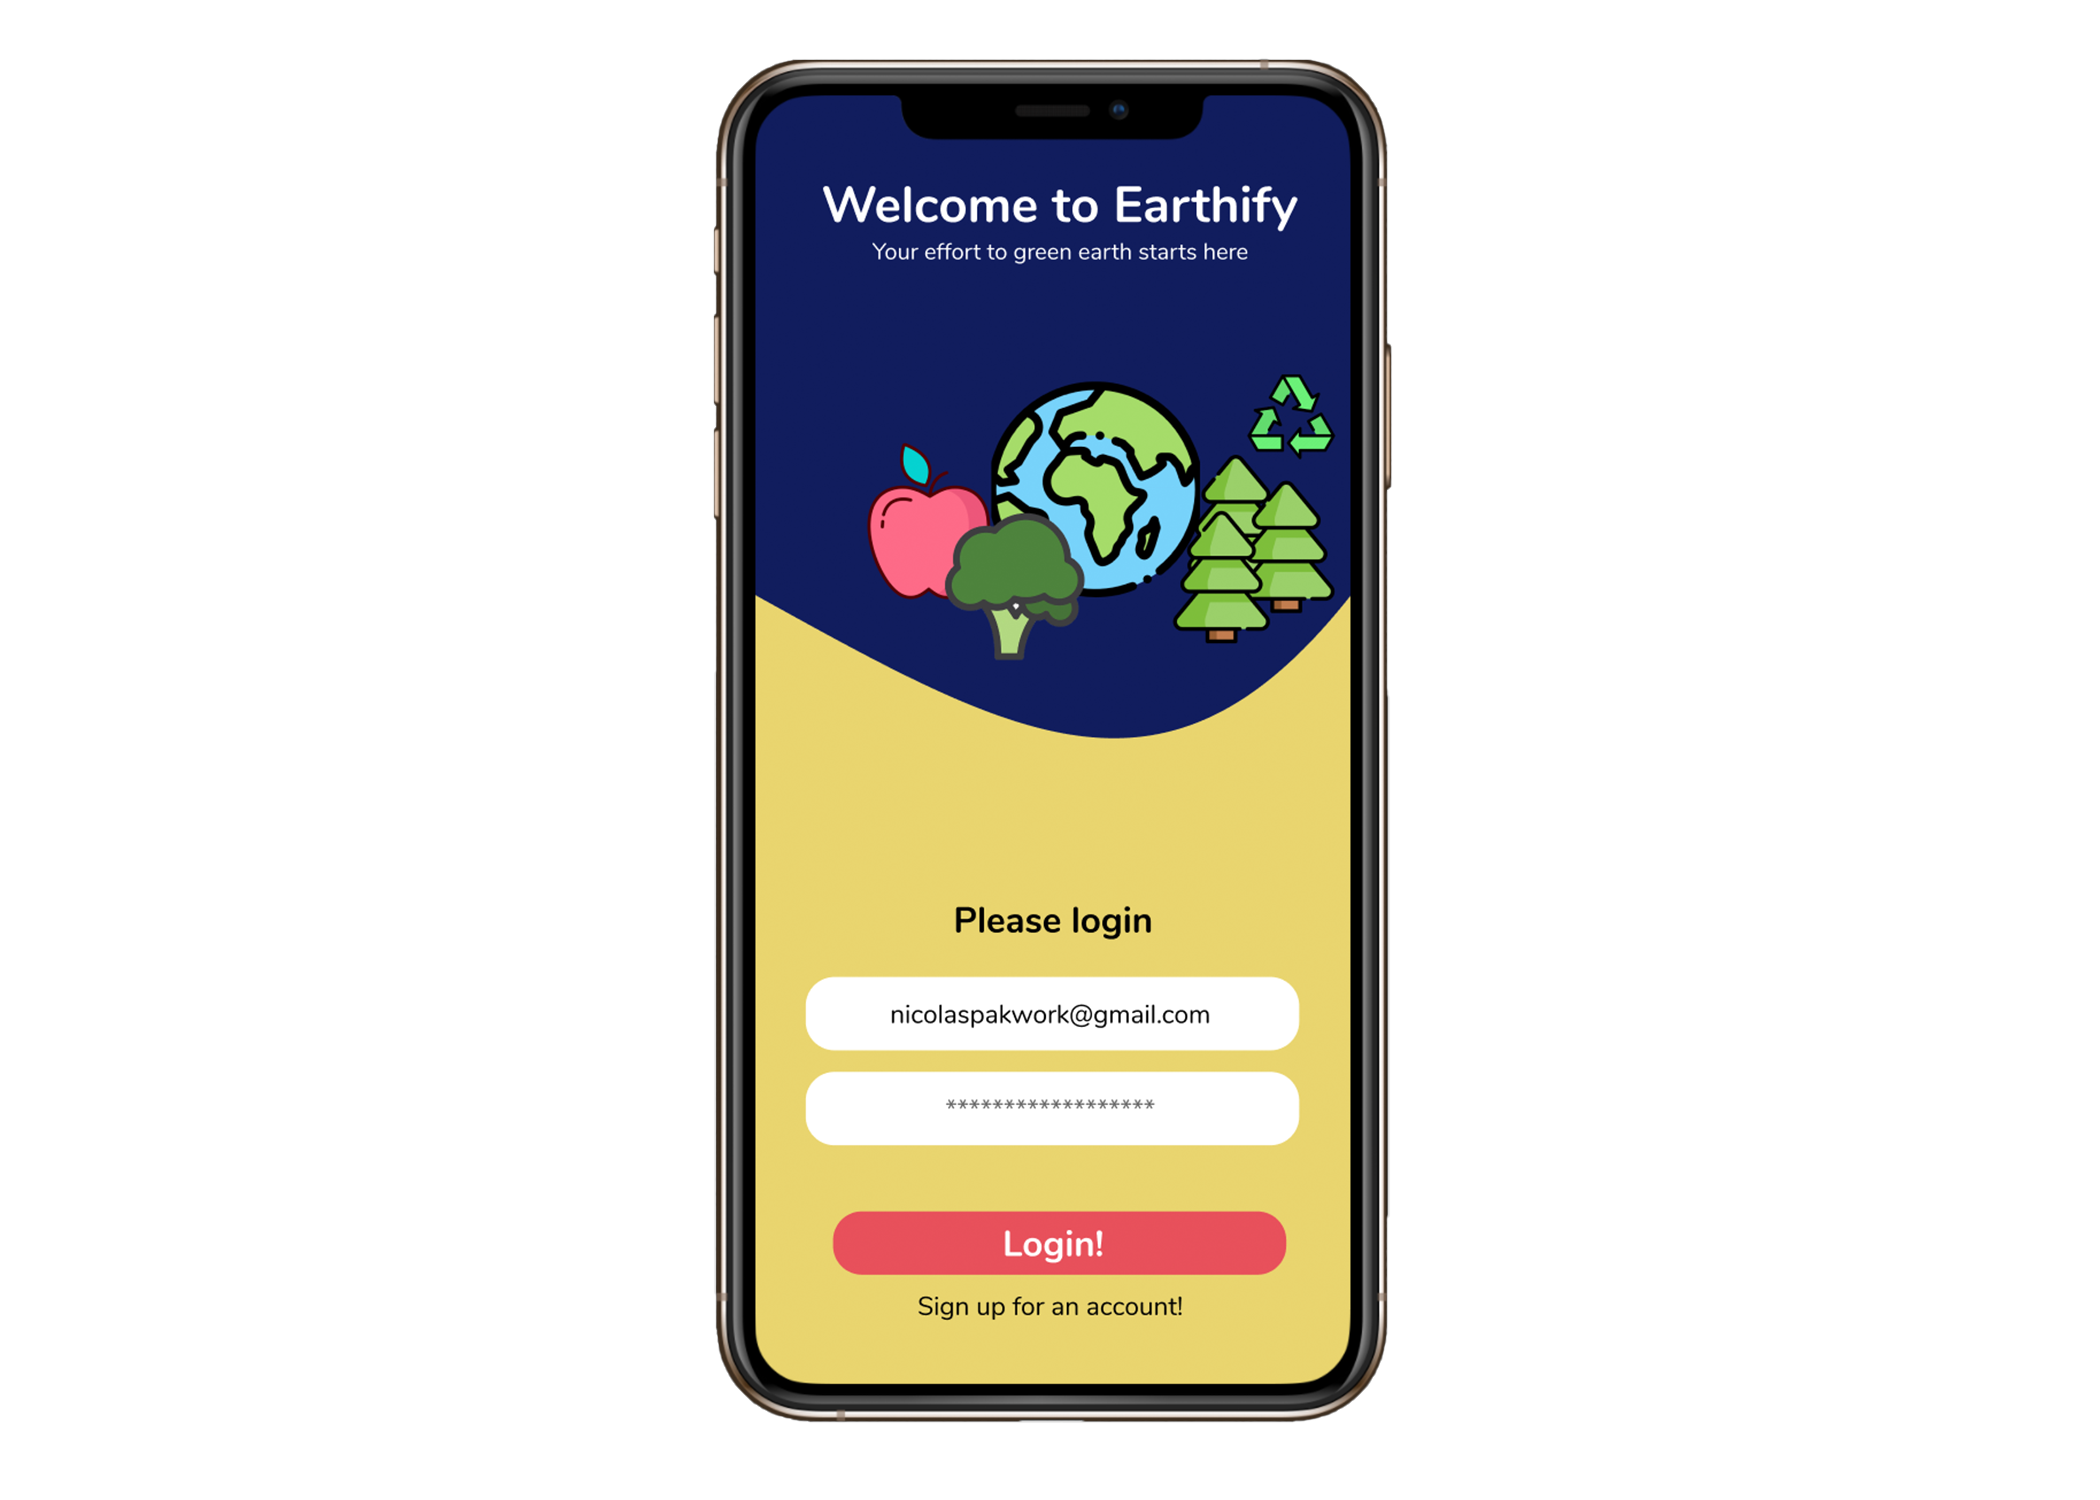 Welcome to Earthify
Your effort to green earth starts here
Please login
nicolaspakwork@gmail.com
******************
Login!
Sign up for an account!